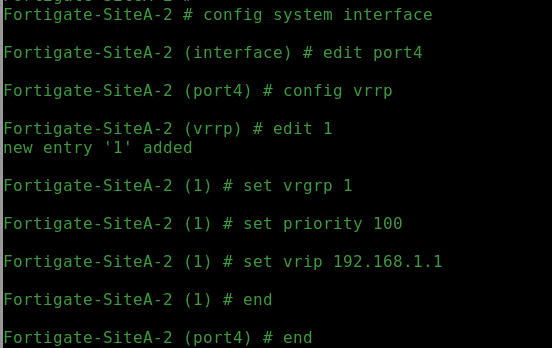 Fortigate-SiteA-2 #
Fortigate-SiteA-2 # config system interface
Fortigate-SiteA-2 (interface) # edit port4
Fortigate-SiteA-2 (port4) # config vrrp
Fortigate-SiteA-2 (vrrp) # edit 1
new entry '1' added
Fortigate-SiteA-2 (1) # set vrgrp 1
Fortigate-SiteA-2 (1) # set priority 100
Fortigate-SiteA-2 (1) # set vrip 192.168.1.1
Fortigate-SiteA-2 (1) # end
Fortigate-SiteA-2 (port4) # end